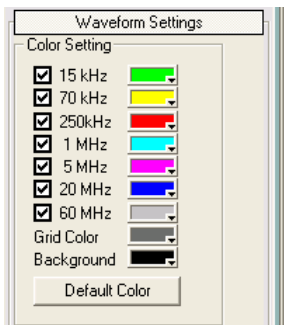 Waveform Settings
Color Setting
15 kHz
70 kHz
250kHz
1 MHz
5 MHz
20 MHz
60 MHz
Grid Color
Background
Default Color